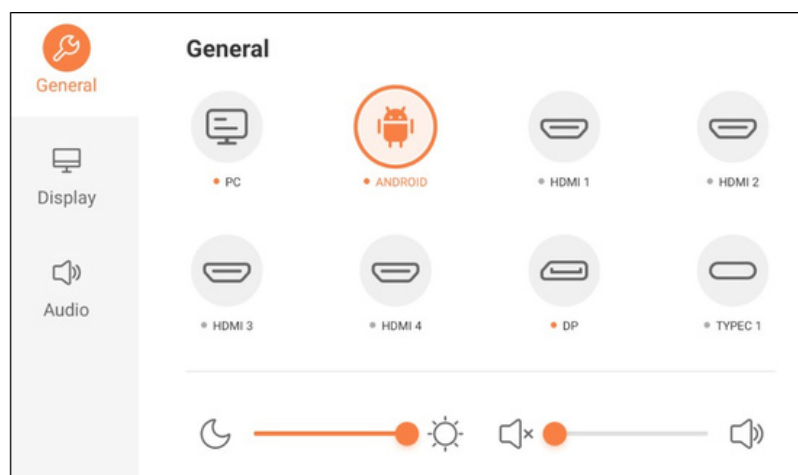 General
General
PC
ANDROID
HDMI 1
HDMI 2
Display
HDMI 3
HDMI 4
DP
TYPEC 1
Audio